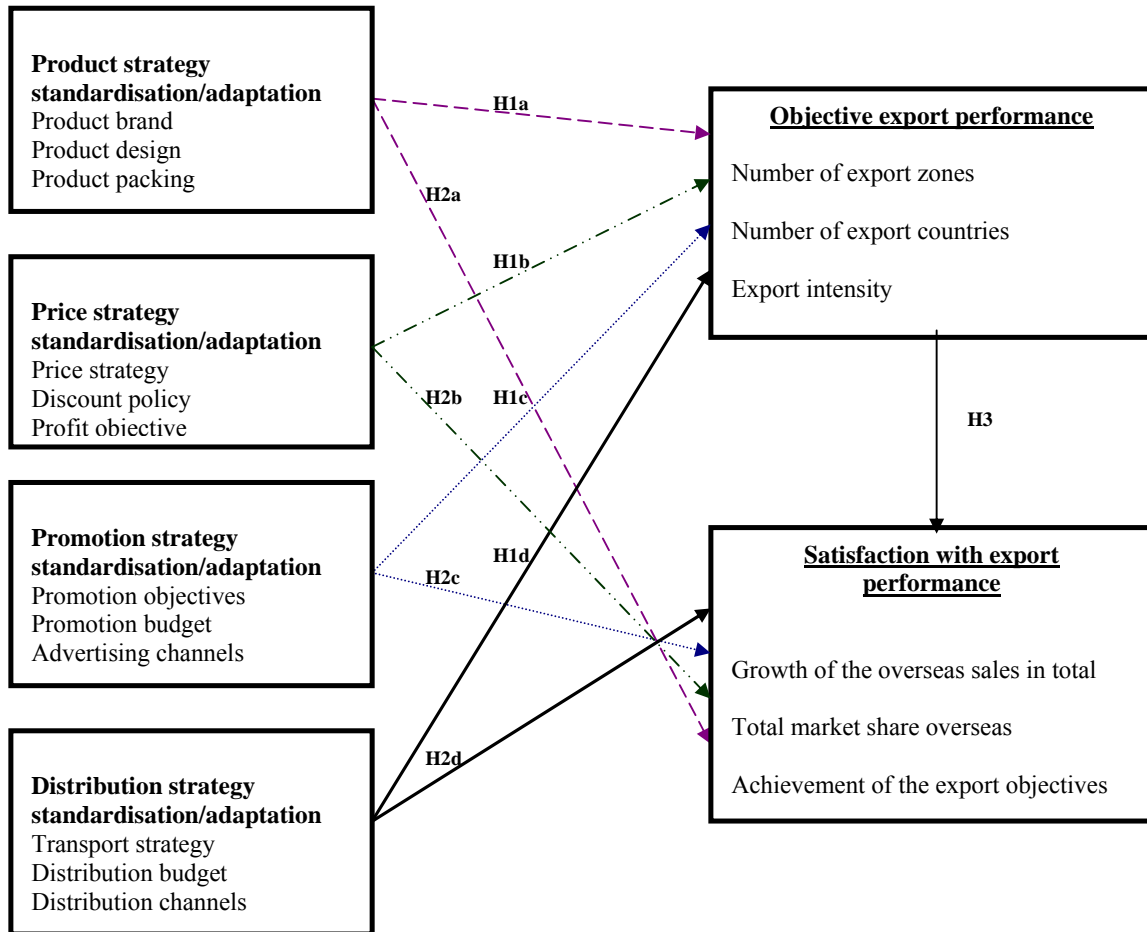 Product strategy
standardisation/adaptation
Product brand
Product design
Product packing
Price strategy
standardisation/adaptation
Price strategy
Discount policy
Profit objective
Promotion strategy
standardisation/adaptation
Promotion objectives
Promotion budget
Advertising channels
Distribution strategy
standardisation/adaptation
Transport strategy
Distribution budget
Distribution channels
H1a
H2a
H1b
H2b
H1c
H1d
H2c
H2d
Objective export performance
Number of export zones
Number of export countries
Export intensity
H3
Satisfaction with export
performance
Growth of the overseas sales in total
Total market share overseas
Achievement of the export objectives